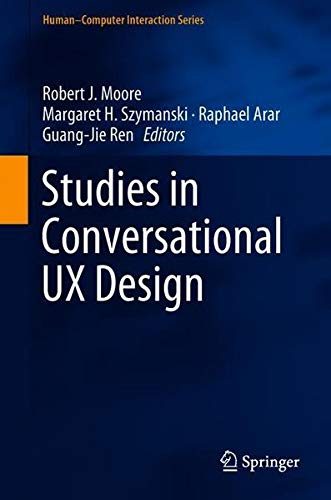 Human–Computer Interaction Series
Robert J. Moore
Margaret H. Szymanski · Raphael Arar
Guang-Jie Ren Editors
Studies in
Conversational
UX Design
Springer